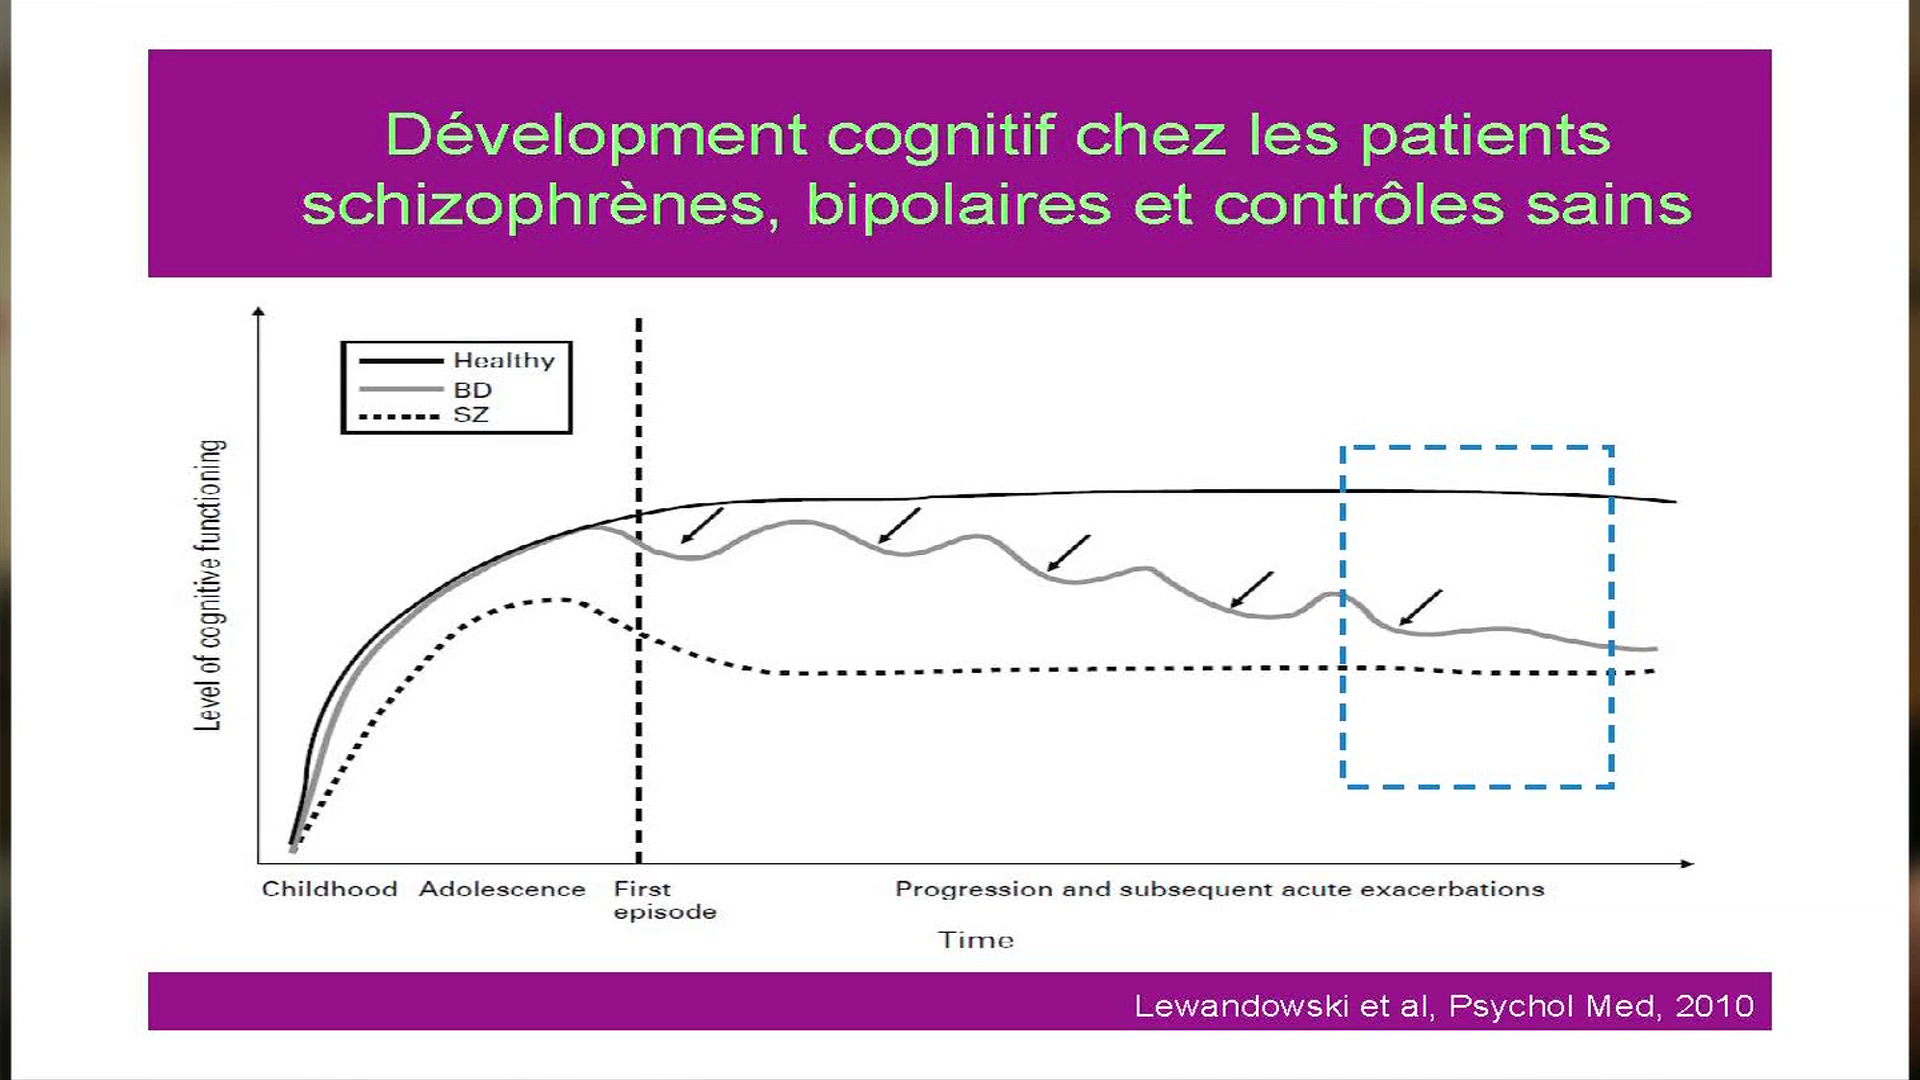 Dévelopment cognitif chez les patients
schizophrènes, bipolaires et contrôles sains
Healthy
BD
SZ
Level of cognitive functioning
Childhood
Adolescence
First
episode
Progression and subsequent acute exacerbations
Time
Lewandowski et al, Psychol Med, 2010